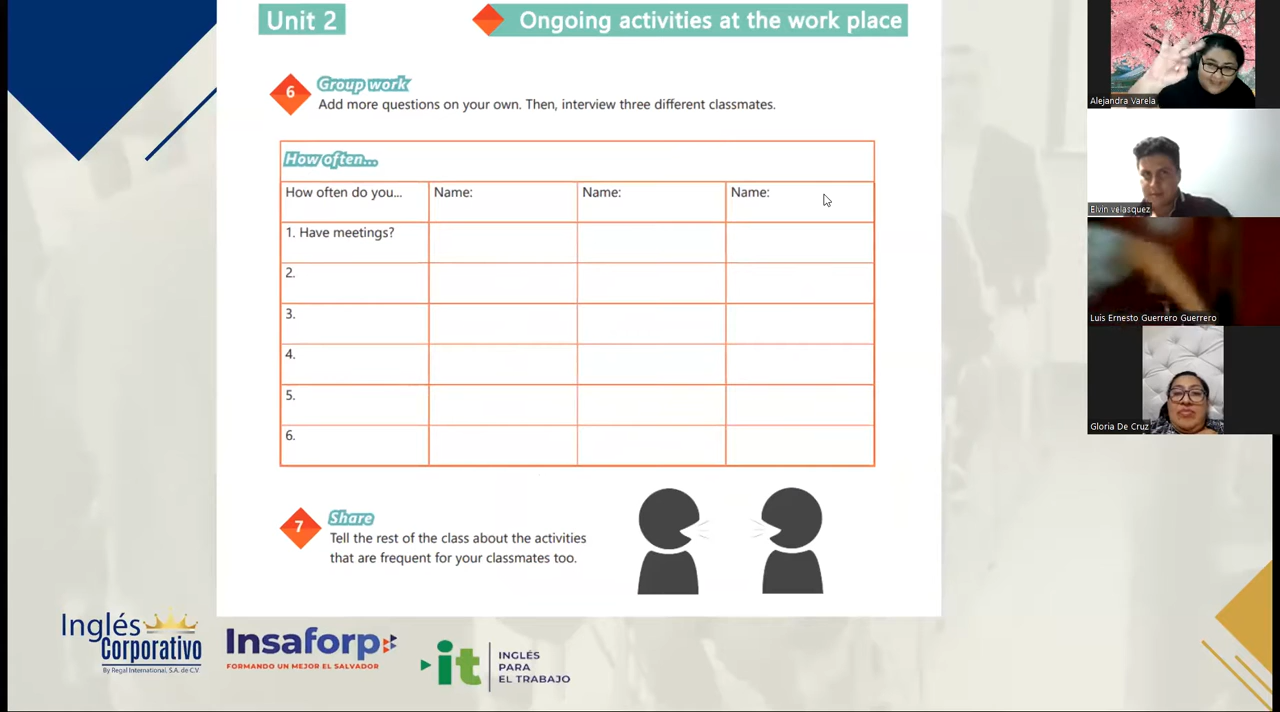 Unit 2
Ongoing activities at the work place
6
Group work
Add more questions on your own. Then, interview three different classmates.
How often...
How often do you...
Name:
Name:
Name:
1. Have meetings?
2.
3.
4.
5.
6.
7
Share
Tell the rest of the class about the activities
that are frequent for your classmates too.
Inglés
Corporativo
By Regal International, S.A. de C.V
Insaforp
FORMANDO UN MEJOR EL SALVADOR
it
INGLÉS
PARA
EL TRABAJO
Alejandra Varela
Elvin velásquez
Luis Ernesto Guerrero Guerrero
Gloria De Cruz